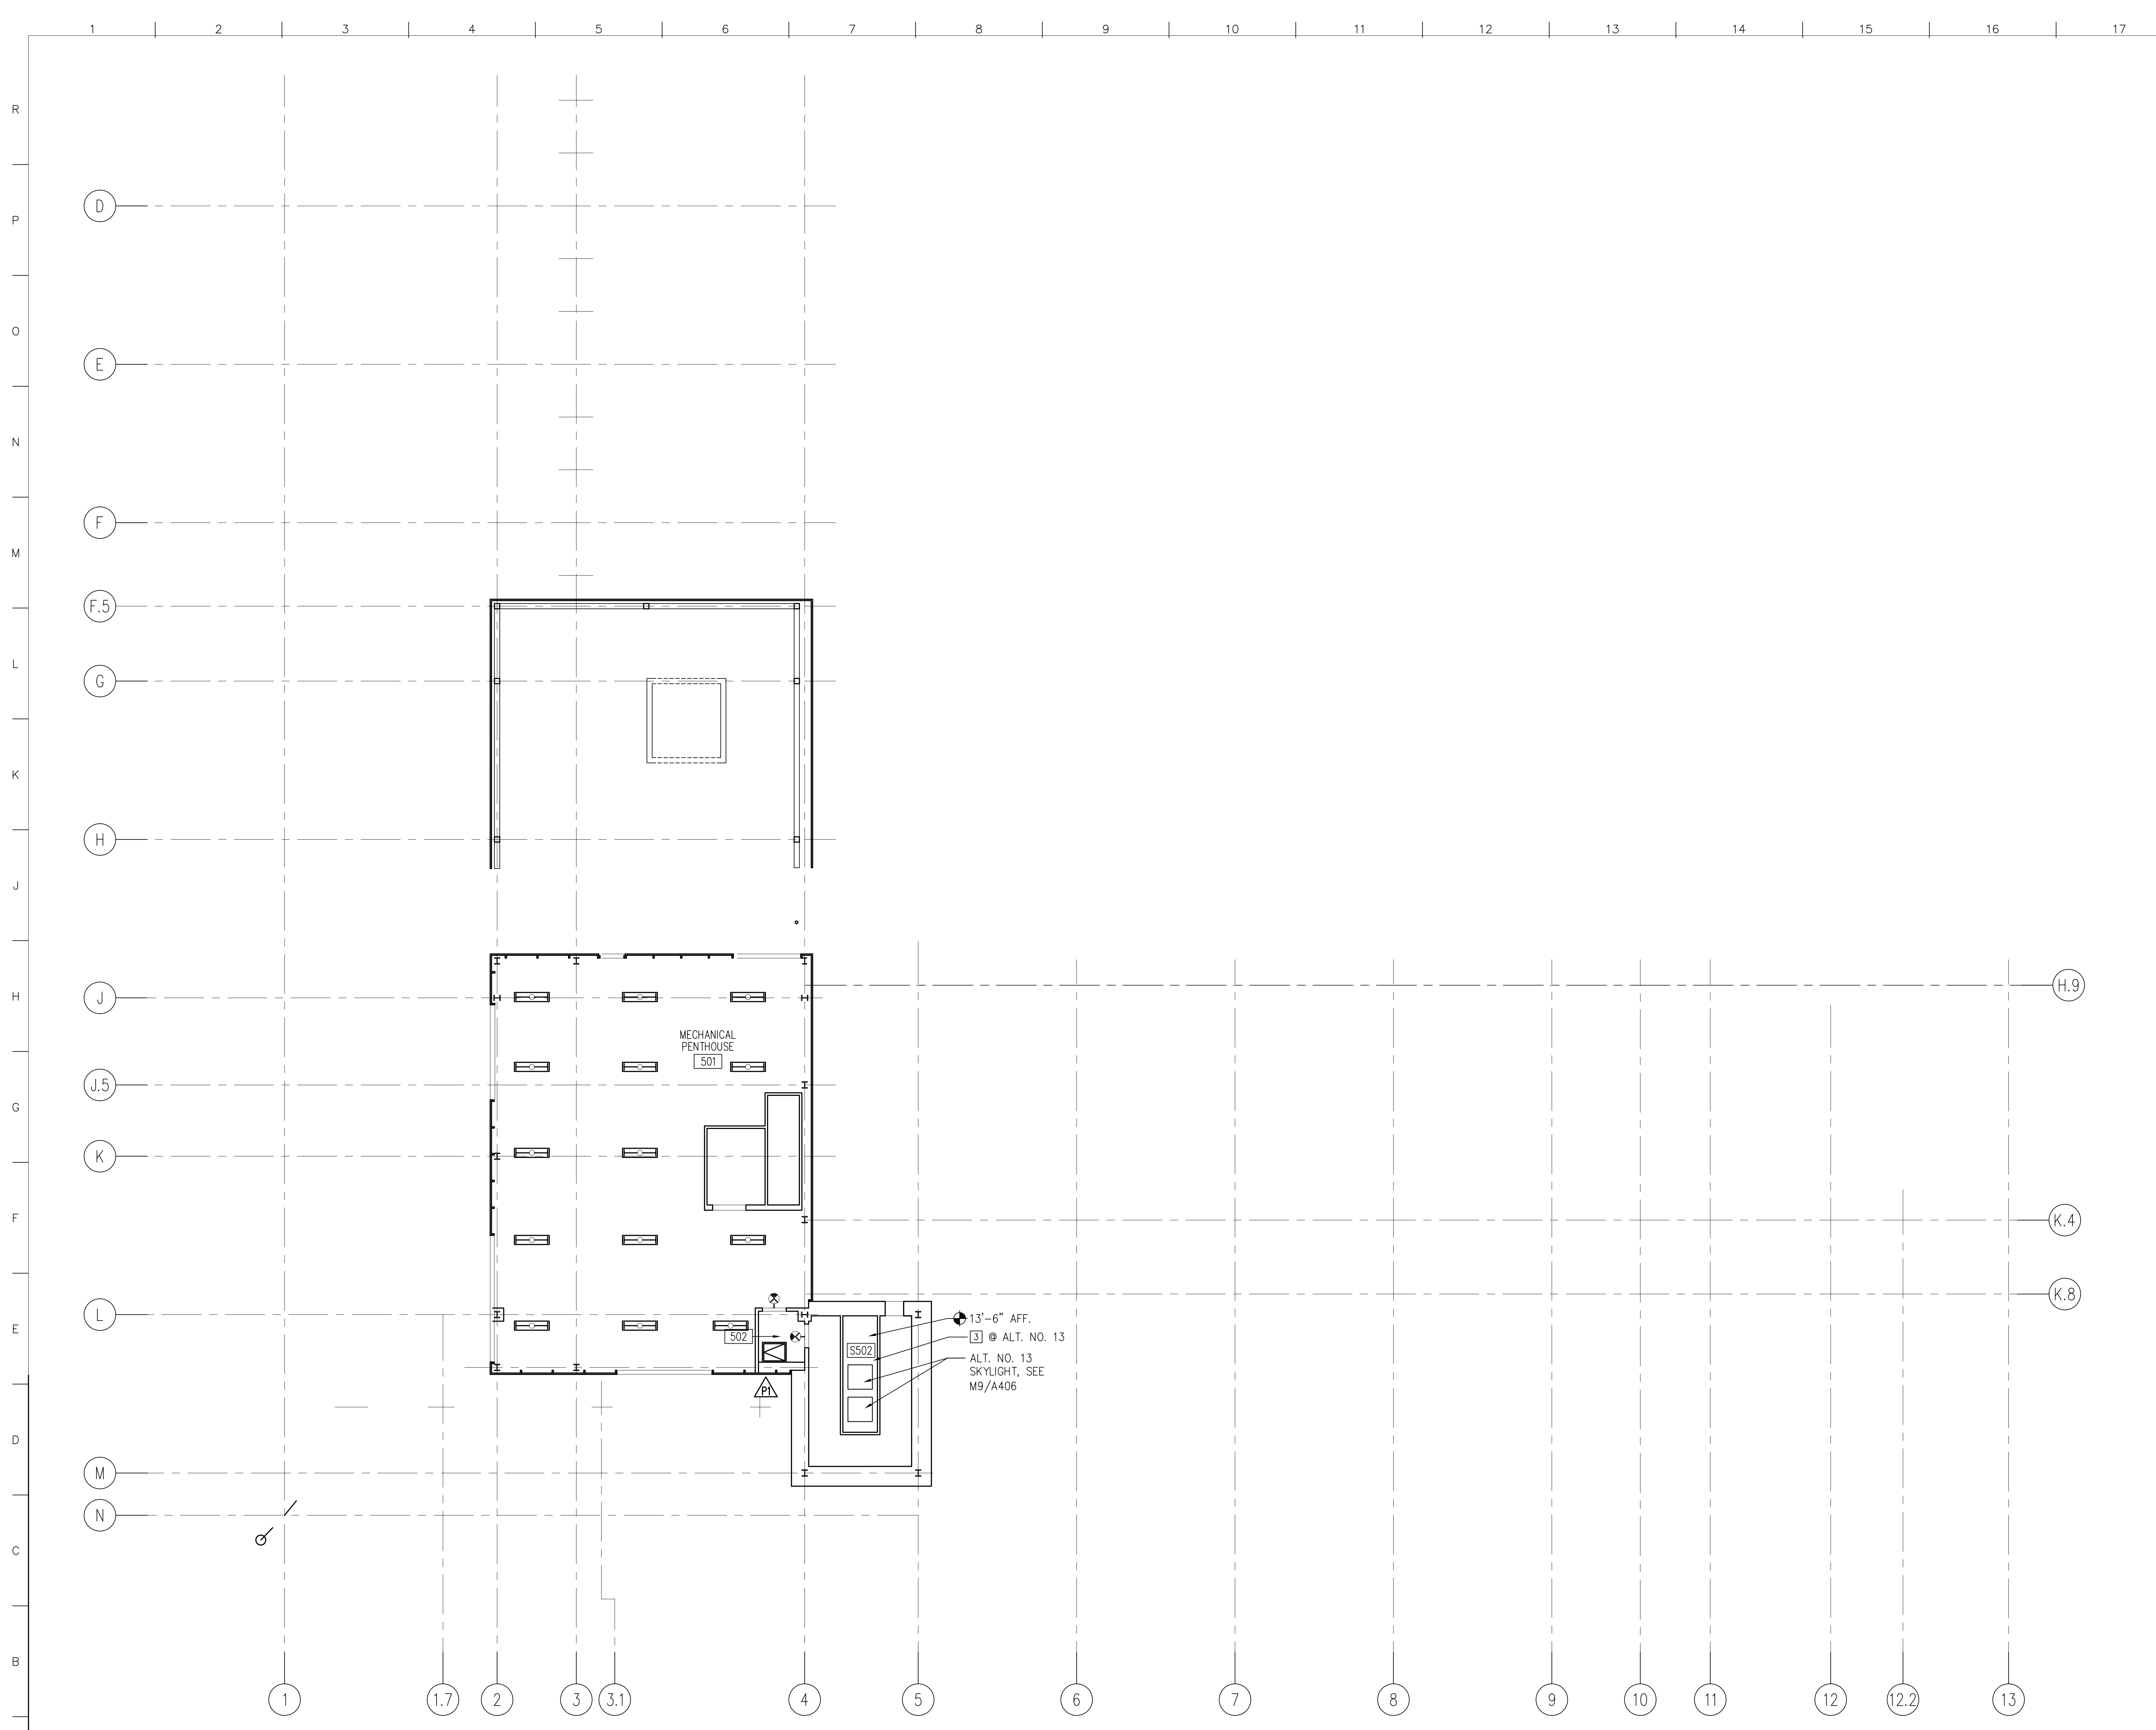 1 2 3 4 5 6 7 8 9 10 11 12 13 14 15 16 17
R
D
P
O
E
N
F
M
F.5
L
G
K
H
J
J
H
H.9
MECHANICAL
PENTHOUSE
501
J.5
G
K
F
K.4
K.8
L
E
13'-6" AFF.
502
3 @ ALT. NO. 13
S502
ALT. NO. 13
SKYLIGHT, SEE
M9/A406
P1
D
M
N
C
B
1 1.7 2 3 3.1 4 5 6 7 8 9 10 11 12 12.2 13